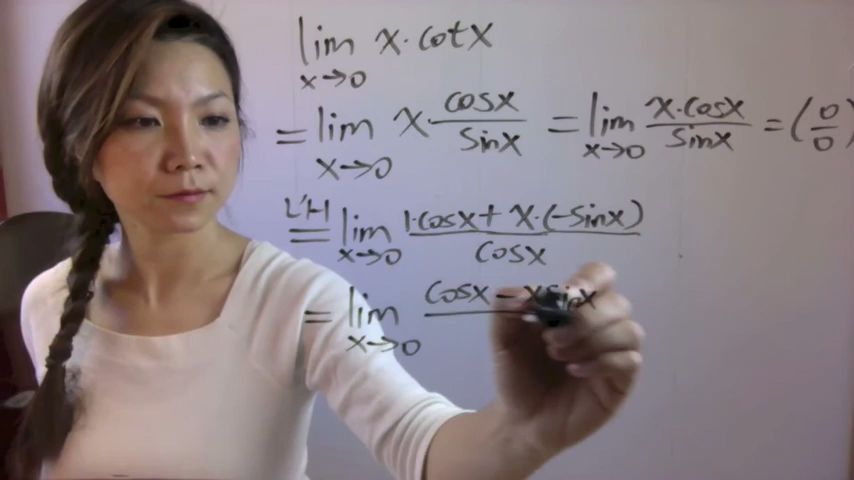 lim x→0 x·cotx
= lim x→0 x·cosx/sinx = lim x→0 x·cosx/sinx = (0/0)
L'H = lim x→0 1·cosx + x·(-sinx)/cosx
= lim x→0 cosx - xsinx